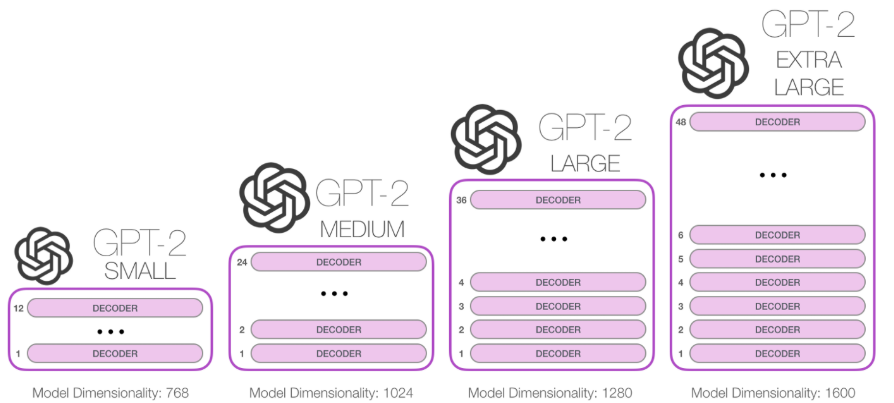 GPT-2
SMALL
12 DECODER
...
1 DECODER
Model Dimensionality: 768
GPT-2
MEDIUM
24 DECODER
...
2 DECODER
1 DECODER
Model Dimensionality: 1024
GPT-2
LARGE
36 DECODER
...
4 DECODER
3 DECODER
2 DECODER
1 DECODER
Model Dimensionality: 1280
GPT-2
EXTRA
LARGE
48 DECODER
...
6 DECODER
5 DECODER
4 DECODER
3 DECODER
2 DECODER
1 DECODER
Model Dimensionality: 1600